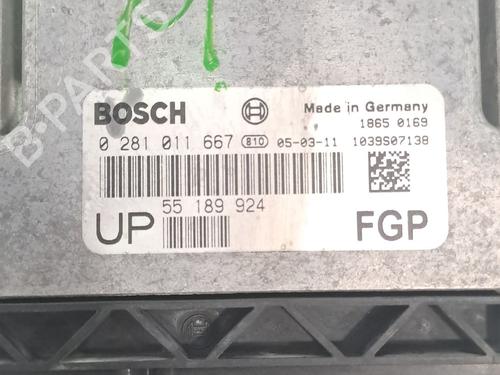 B-PARTS
BOSCH Made in Germany
1865 0169
0 281 011 667 810 05-03-11 1039S07138
55 189 924
UP FGP